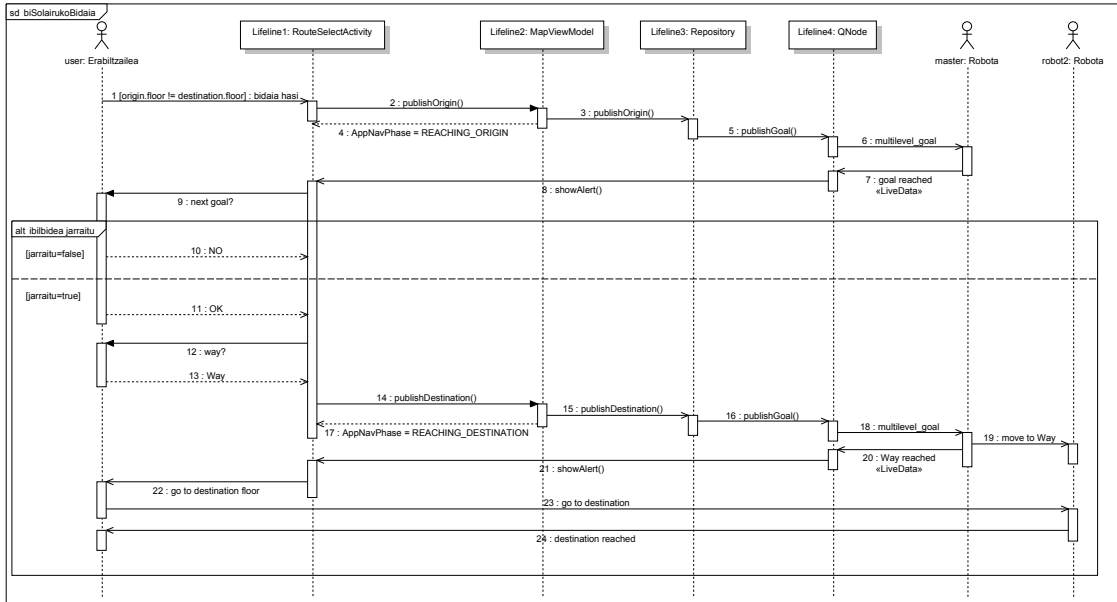 sd biSolairukoBidaia
user: Erabiltzailea
Lifeline1: RouteSelectActivity
Lifeline2: MapViewModel
Lifeline3: Repository
Lifeline4: QNode
master: Robota
robot2: Robota
1 [origin.floor != destination.floor] : bidaia hasi
2 : publishOrigin()
3 : publishOrigin()
4 : AppNavPhase = REACHING_ORIGIN
5 : publishGoal()
6 : multilevel_goal
7 : goal reached
«LiveData»
8 : showAlert()
9 : next goal?
alt ibilbidea jarraitu
[jarraitu=false]
10 : NO
[jarraitu=true]
11 : OK
12 : way?
13 : Way
14 : publishDestination()
15 : publishDestination()
16 : publishGoal()
17 : AppNavPhase = REACHING_DESTINATION
18 : multilevel_goal
19 : move to Way
20 : Way reached
«LiveData»
21 : showAlert()
22 : go to destination floor
23 : go to destination
24 : destination reached